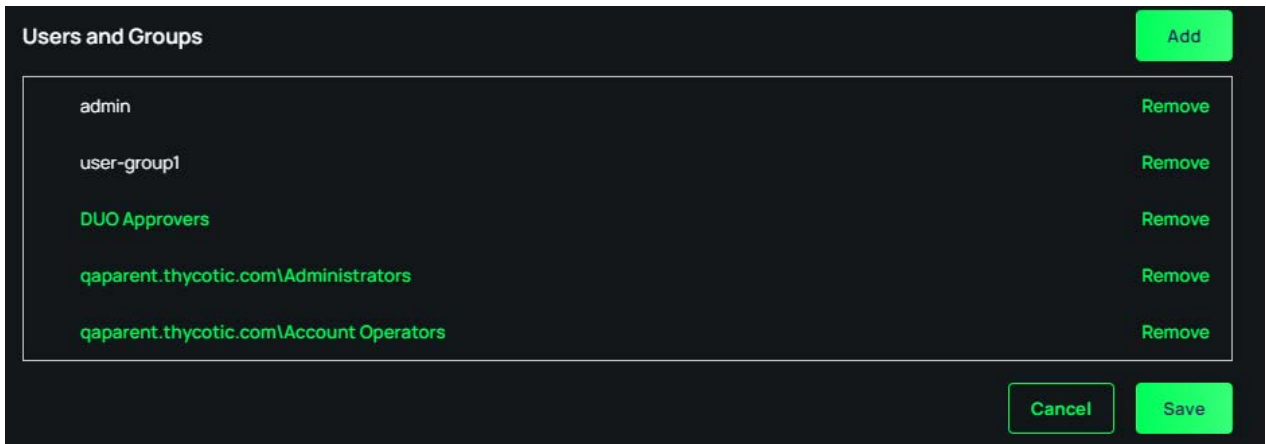 Users and Groups Add
admin Remove
user-group1 Remove
DUO Approvers Remove
qaparent.thycotic.com\Administrators Remove
qaparent.thycotic.com\Account Operators Remove
Cancel Save